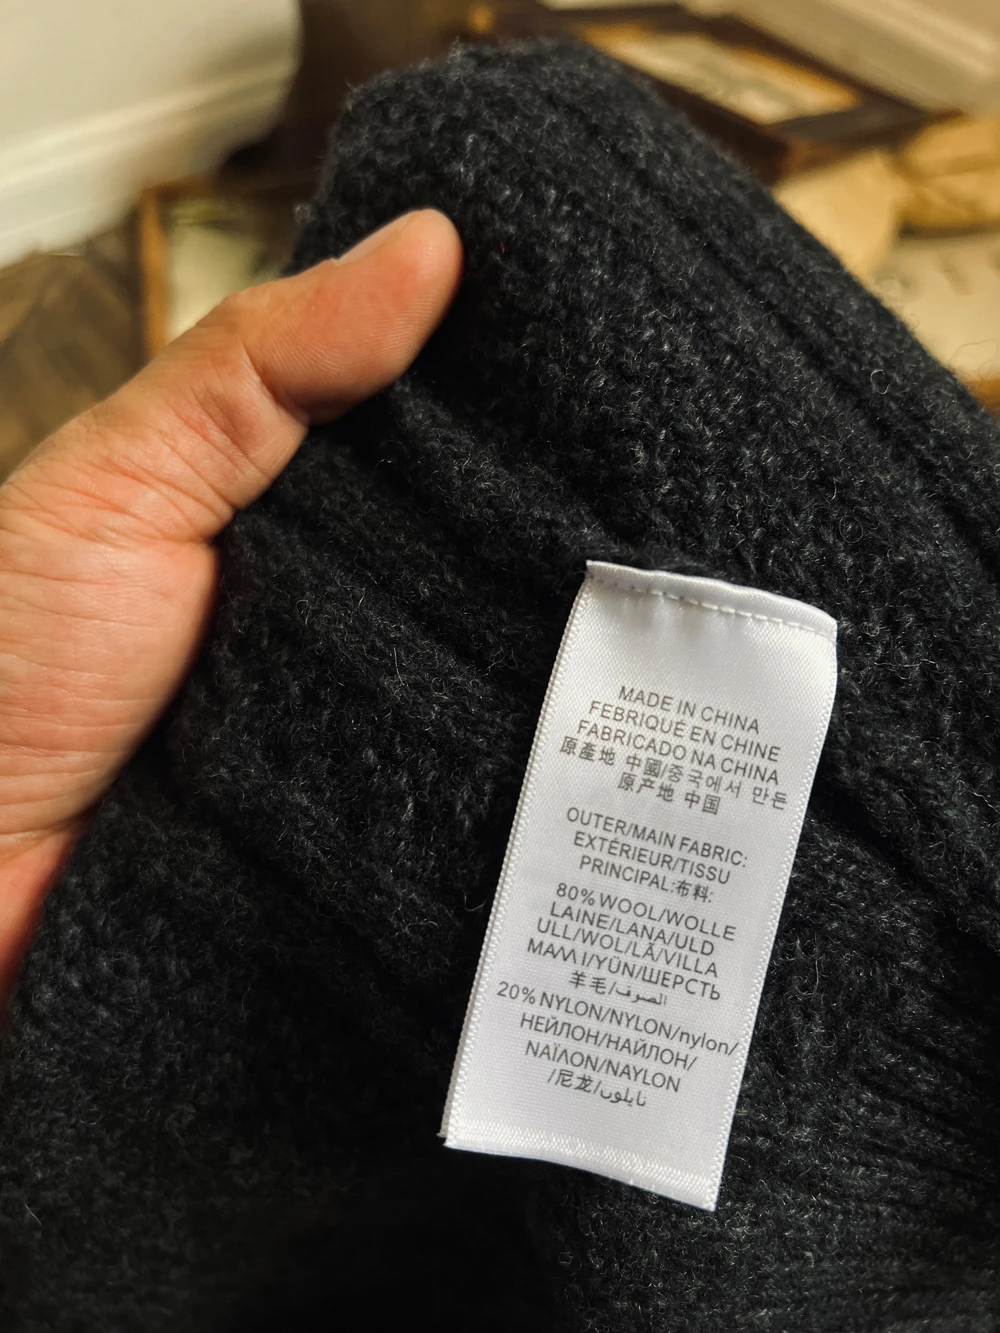 MADE IN CHINA
FEBRIQUÉ EN CHINE
FABRICADO NA CHINA
原產地 中國/중국에서 만든
原产地 中国
OUTER/MAIN FABRIC:
EXTÉRIEUR/TISSU
PRINCIPAL:布料:
80% WOOL/WOLLE
LAINE/LANA/ULD
ULL/WOL/LÃ/VILLA
ΜΑΛΛΙ/YÜN/ШЕРСТЬ
羊毛/الصوف
20% NYLON/NYLON/nylon/
НЕЙЛОН/НАЙЛОН/
ΝΑΪΛΟΝ/NAYLON
/尼龙/نايلون